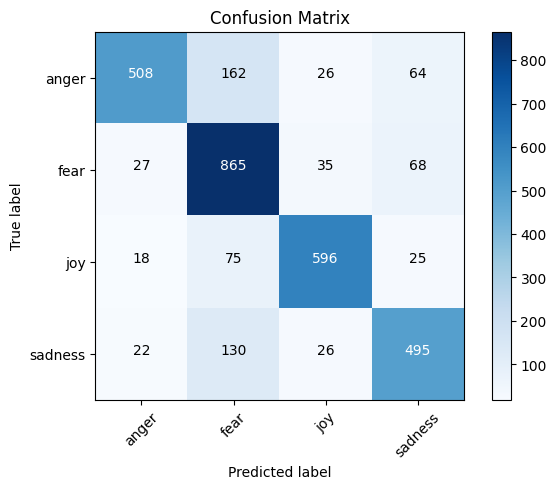 Confusion Matrix
True label
anger 508 162 26 64
fear 27 865 35 68
joy 18 75 596 25
sadness 22 130 26 495
anger fear joy sadness
Predicted label
800
700
600
500
400
300
200
100